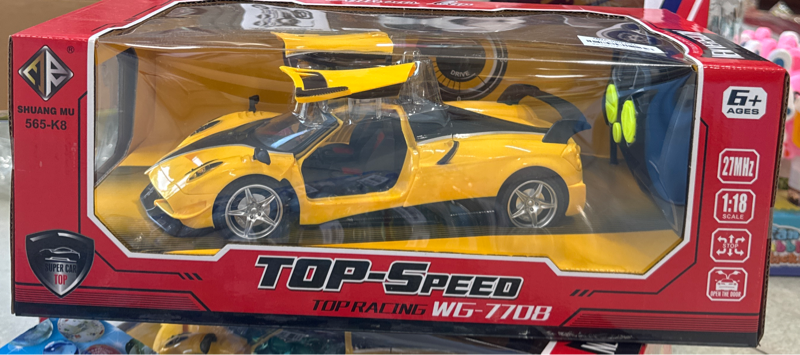 SHUANG MU
565-K8
DRIVE
6+
AGES
27MHz
1:18
SCALE
STOP
OPEN THE DOOR
SUPER CAR
TOP
TOP-SPEED
TOP RACING WG-7708